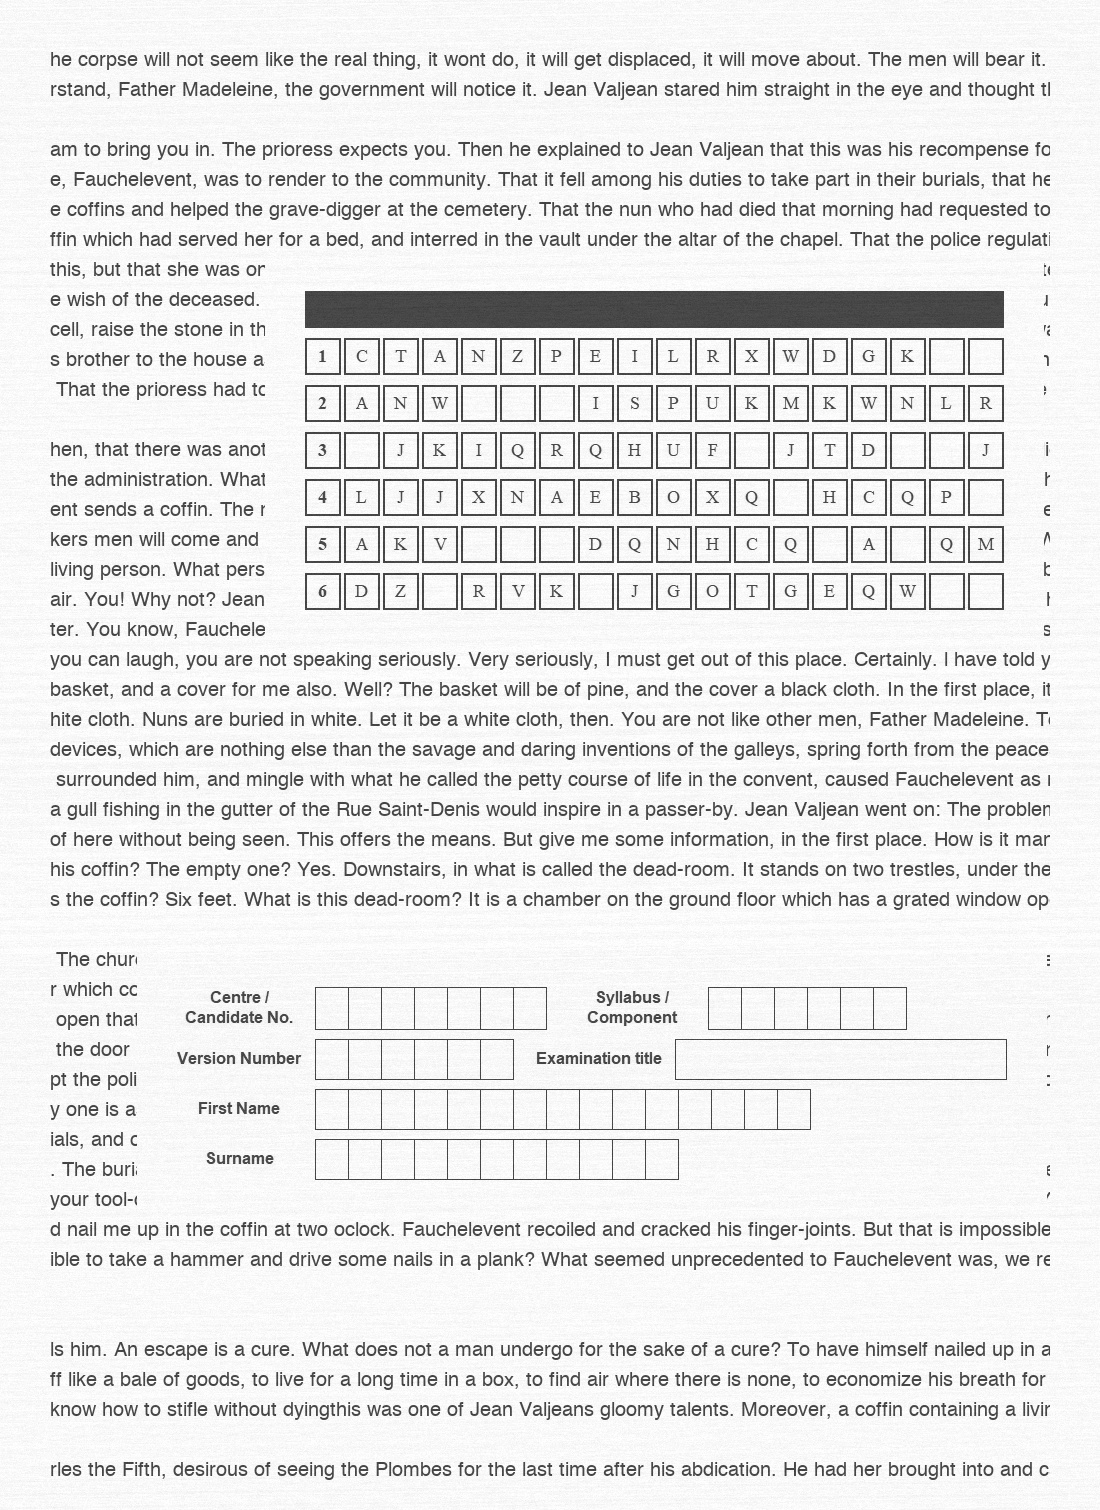 he corpse will not seem like the real thing, it wont do, it will get displaced, it will move about. The men will bear it.
rstand, Father Madeleine, the government will notice it. Jean Valjean stared him straight in the eye and thought
am to bring you in. The prioress expects you. Then he explained to Jean Valjean that this was his recompense fo
e, Fauchelevent, was to render to the community. That it fell among his duties to take part in their burials, that he
e coffins and helped the grave-digger at the cemetery. That the nun who had died that morning had requested to
ffin which had served her for a bed, and interred in the vault under the altar of the chapel. That the police regulati
this, but that she was on
e wish of the deceased.
cell, raise the stone in th
s brother to the house a
That the prioress had to
1 C T A N Z P E I L R X W D G K
2 A N W I S P U K M K W N L R
3 J K I Q R Q H U F J T D J
4 L J J X N A E B O X Q H C Q P
5 A K V D Q N H C Q A Q M
6 D Z R V K J G O T G E Q W
hen, that there was anot
the administration. What
ent sends a coffin. The
kers men will come and
living person. What pers
air. You! Why not? Jean
ter. You know, Fauchele
you can laugh, you are not speaking seriously. Very seriously, I must get out of this place. Certainly. I have told y
basket, and a cover for me also. Well? The basket will be of pine, and the cover a black cloth. In the first place, it
hite cloth. Nuns are buried in white. Let it be a white cloth, then. You are not like other men, Father Madeleine. To
devices, which are nothing else than the savage and daring inventions of the galleys, spring forth from the peace
surrounded him, and mingle with what he called the petty course of life in the convent, caused Fauchelevent as
a gull fishing in the gutter of the Rue Saint-Denis would inspire in a passer-by. Jean Valjean went on: The problem
of here without being seen. This offers the means. But give me some information, in the first place. How is it man
his coffin? The empty one? Yes. Downstairs, in what is called the dead-room. It stands on two trestles, under the
s the coffin? Six feet. What is this dead-room? It is a chamber on the ground floor which has a grated window op
The churc
r which co
open that
the door
pt the poli
y one is a
ials, and
. The buri
your tool-
Centre / Candidate No.
Syllabus / Component
Version Number
Examination title
First Name
Surname
d nail me up in the coffin at two oclock. Fauchelevent recoiled and cracked his finger-joints. But that is impossible
ible to take a hammer and drive some nails in a plank? What seemed unprecedented to Fauchelevent was, we re
ls him. An escape is a cure. What does not a man undergo for the sake of a cure? To have himself nailed up in a
ff like a bale of goods, to live for a long time in a box, to find air where there is none, to economize his breath for
know how to stifle without dyingthis was one of Jean Valjeans gloomy talents. Moreover, a coffin containing a livin
rles the Fifth, desirous of seeing the Plombes for the last time after his abdication. He had her brought into and c